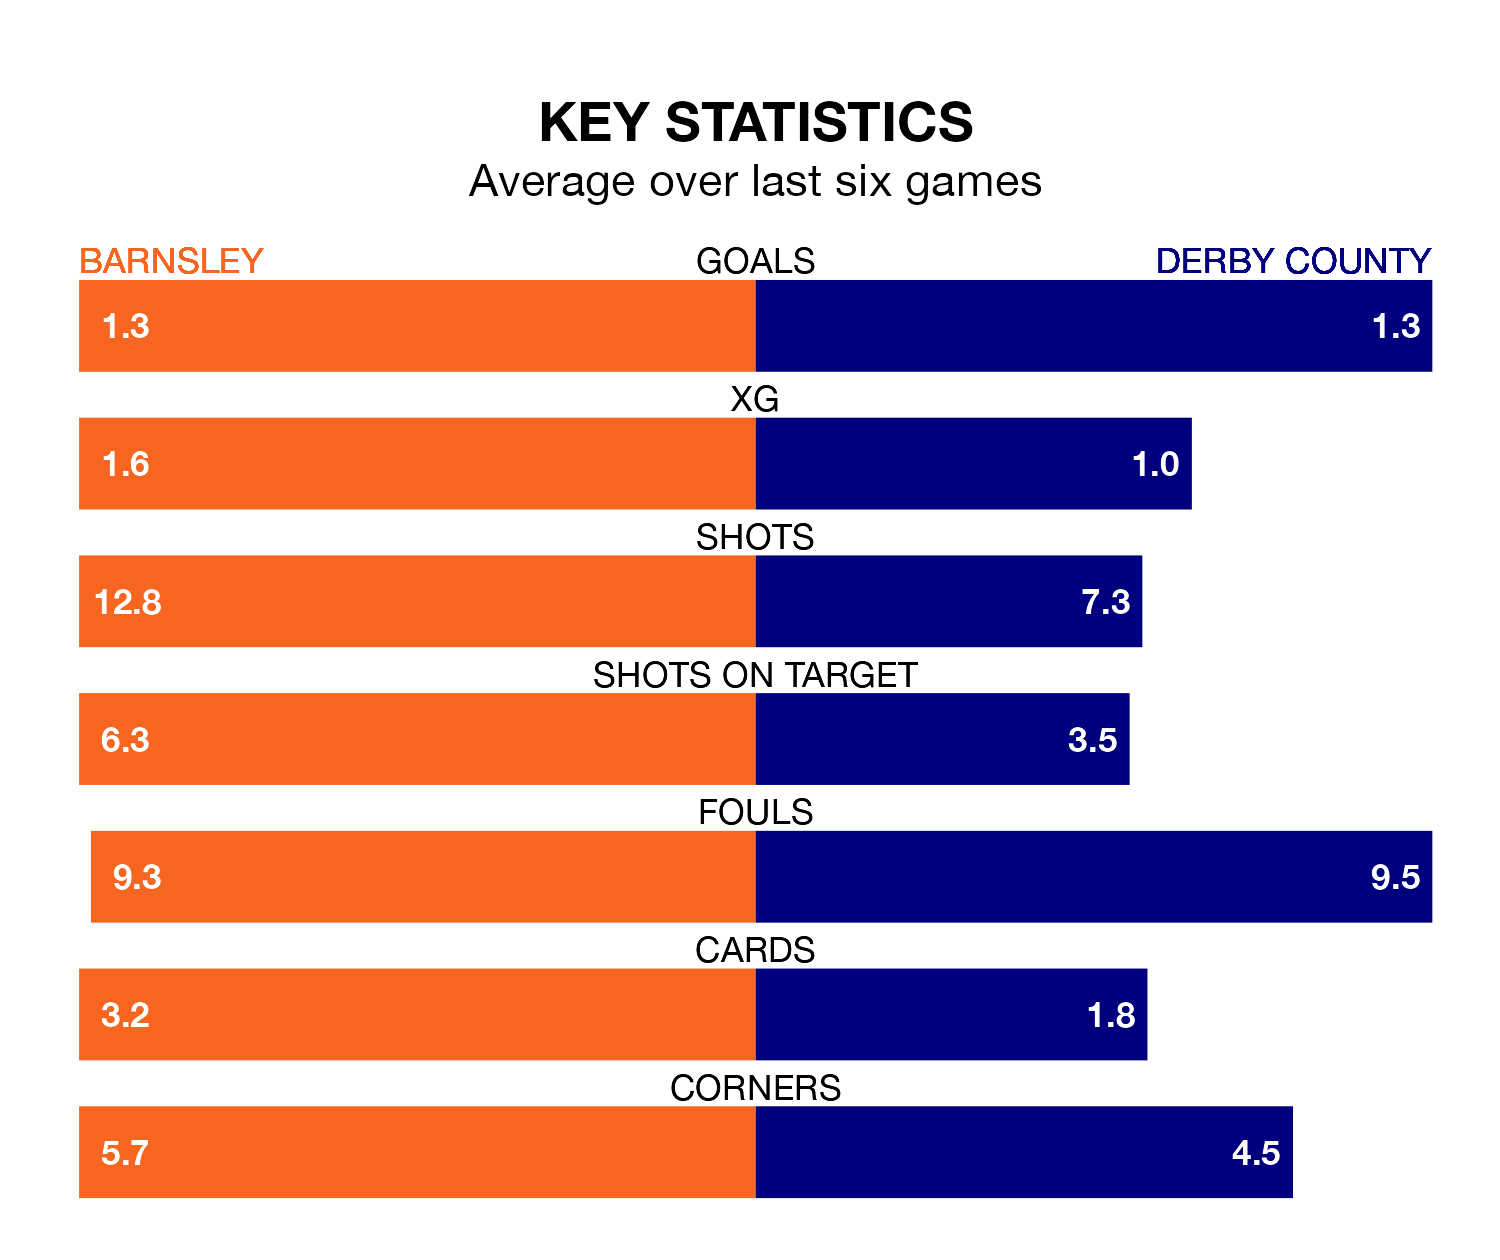 KEY STATISTICS
Average over last six games
BARNSLEY GOALS DERBY COUNTY
1.3 1.3
XG
1.6 1.0
SHOTS
12.8 7.3
SHOTS ON TARGET
6.3 3.5
FOULS
9.3 9.5
CARDS
3.2 1.8
CORNERS
5.7 4.5